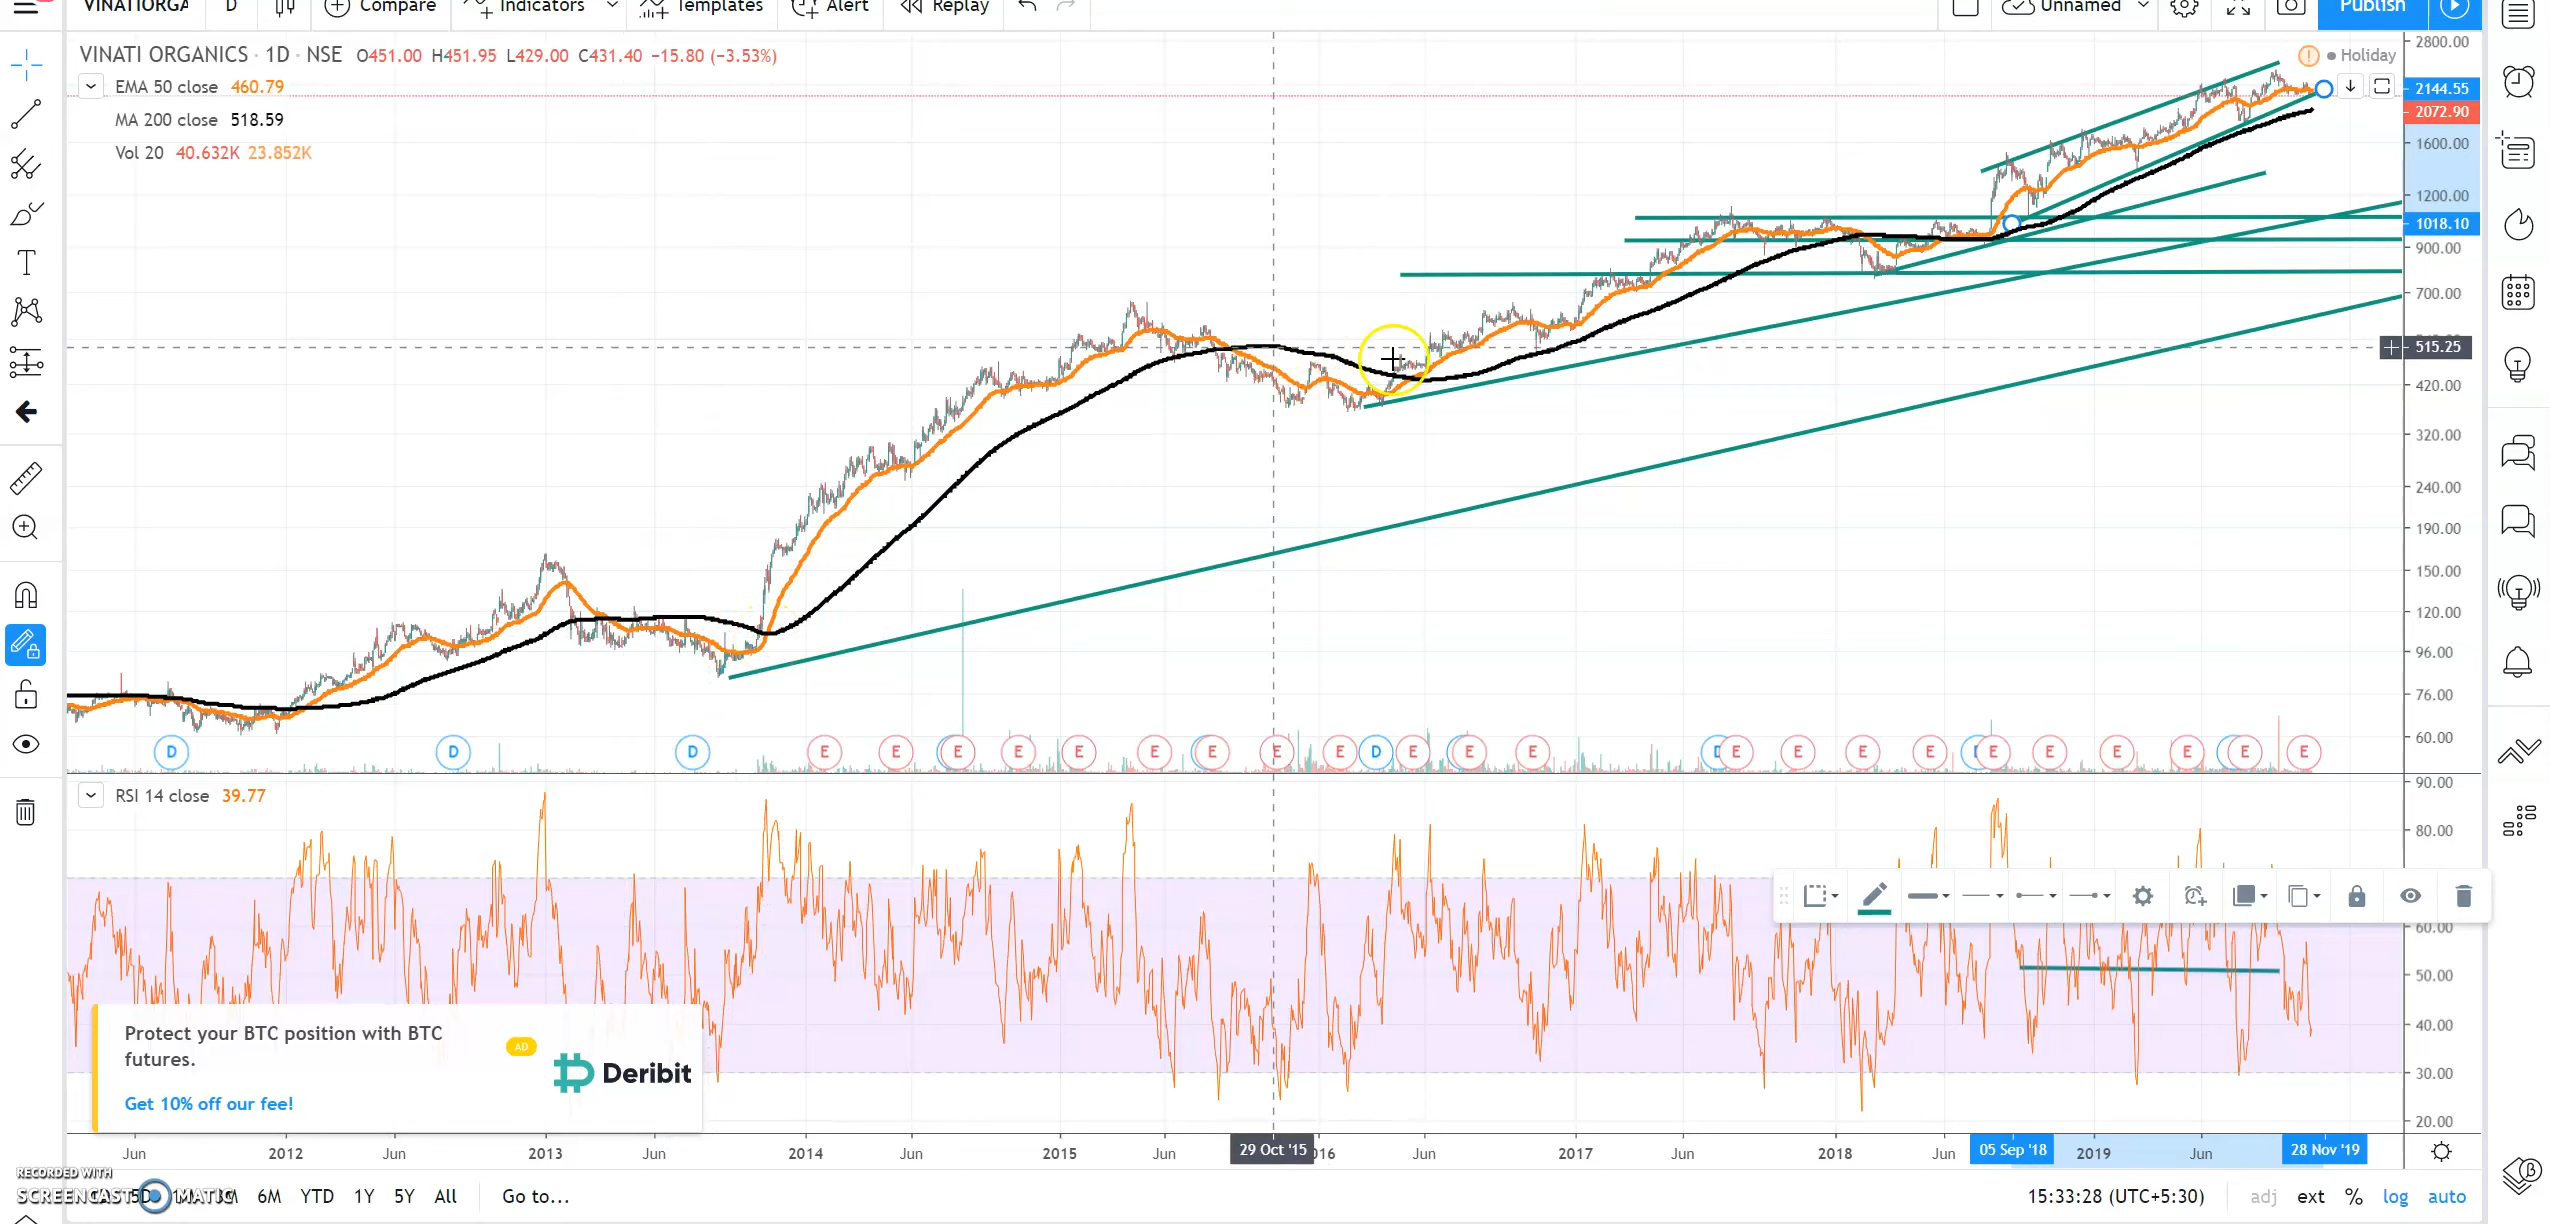 VINATIORGA D Compare Indicators Templates Alert Replay Unnamed Publish
VINATI ORGANICS · 1D · NSE O451.00 H451.95 L429.00 C431.40 −15.80 (−3.53%)
Holiday
EMA 50 close 460.79
MA 200 close 518.59
Vol 20 40.632K 23.852K
2800.00
2144.55
2072.90
1600.00
1200.00
1018.10
900.00
700.00
515.25
420.00
320.00
240.00
190.00
150.00
120.00
96.00
76.00
60.00
D D D E E E E E E E E E D E E E E E E E E E E E E E
RSI 14 close 39.77
90.00
80.00
60.00
50.00
40.00
30.00
20.00
Protect your BTC position with BTC
futures.
AD
Deribit
Get 10% off our fee!
Jun 2012 Jun 2013 Jun 2014 Jun 2015 Jun 29 Oct '15 016 Jun 2017 Jun 2018 Jun 05 Sep '18 2019 Jun 28 Nov '19
RECORDED WITH
SCREENCAST MATIC
5D 6M YTD 1Y 5Y All Go to... 15:33:28 (UTC+5:30) adj ext % log auto